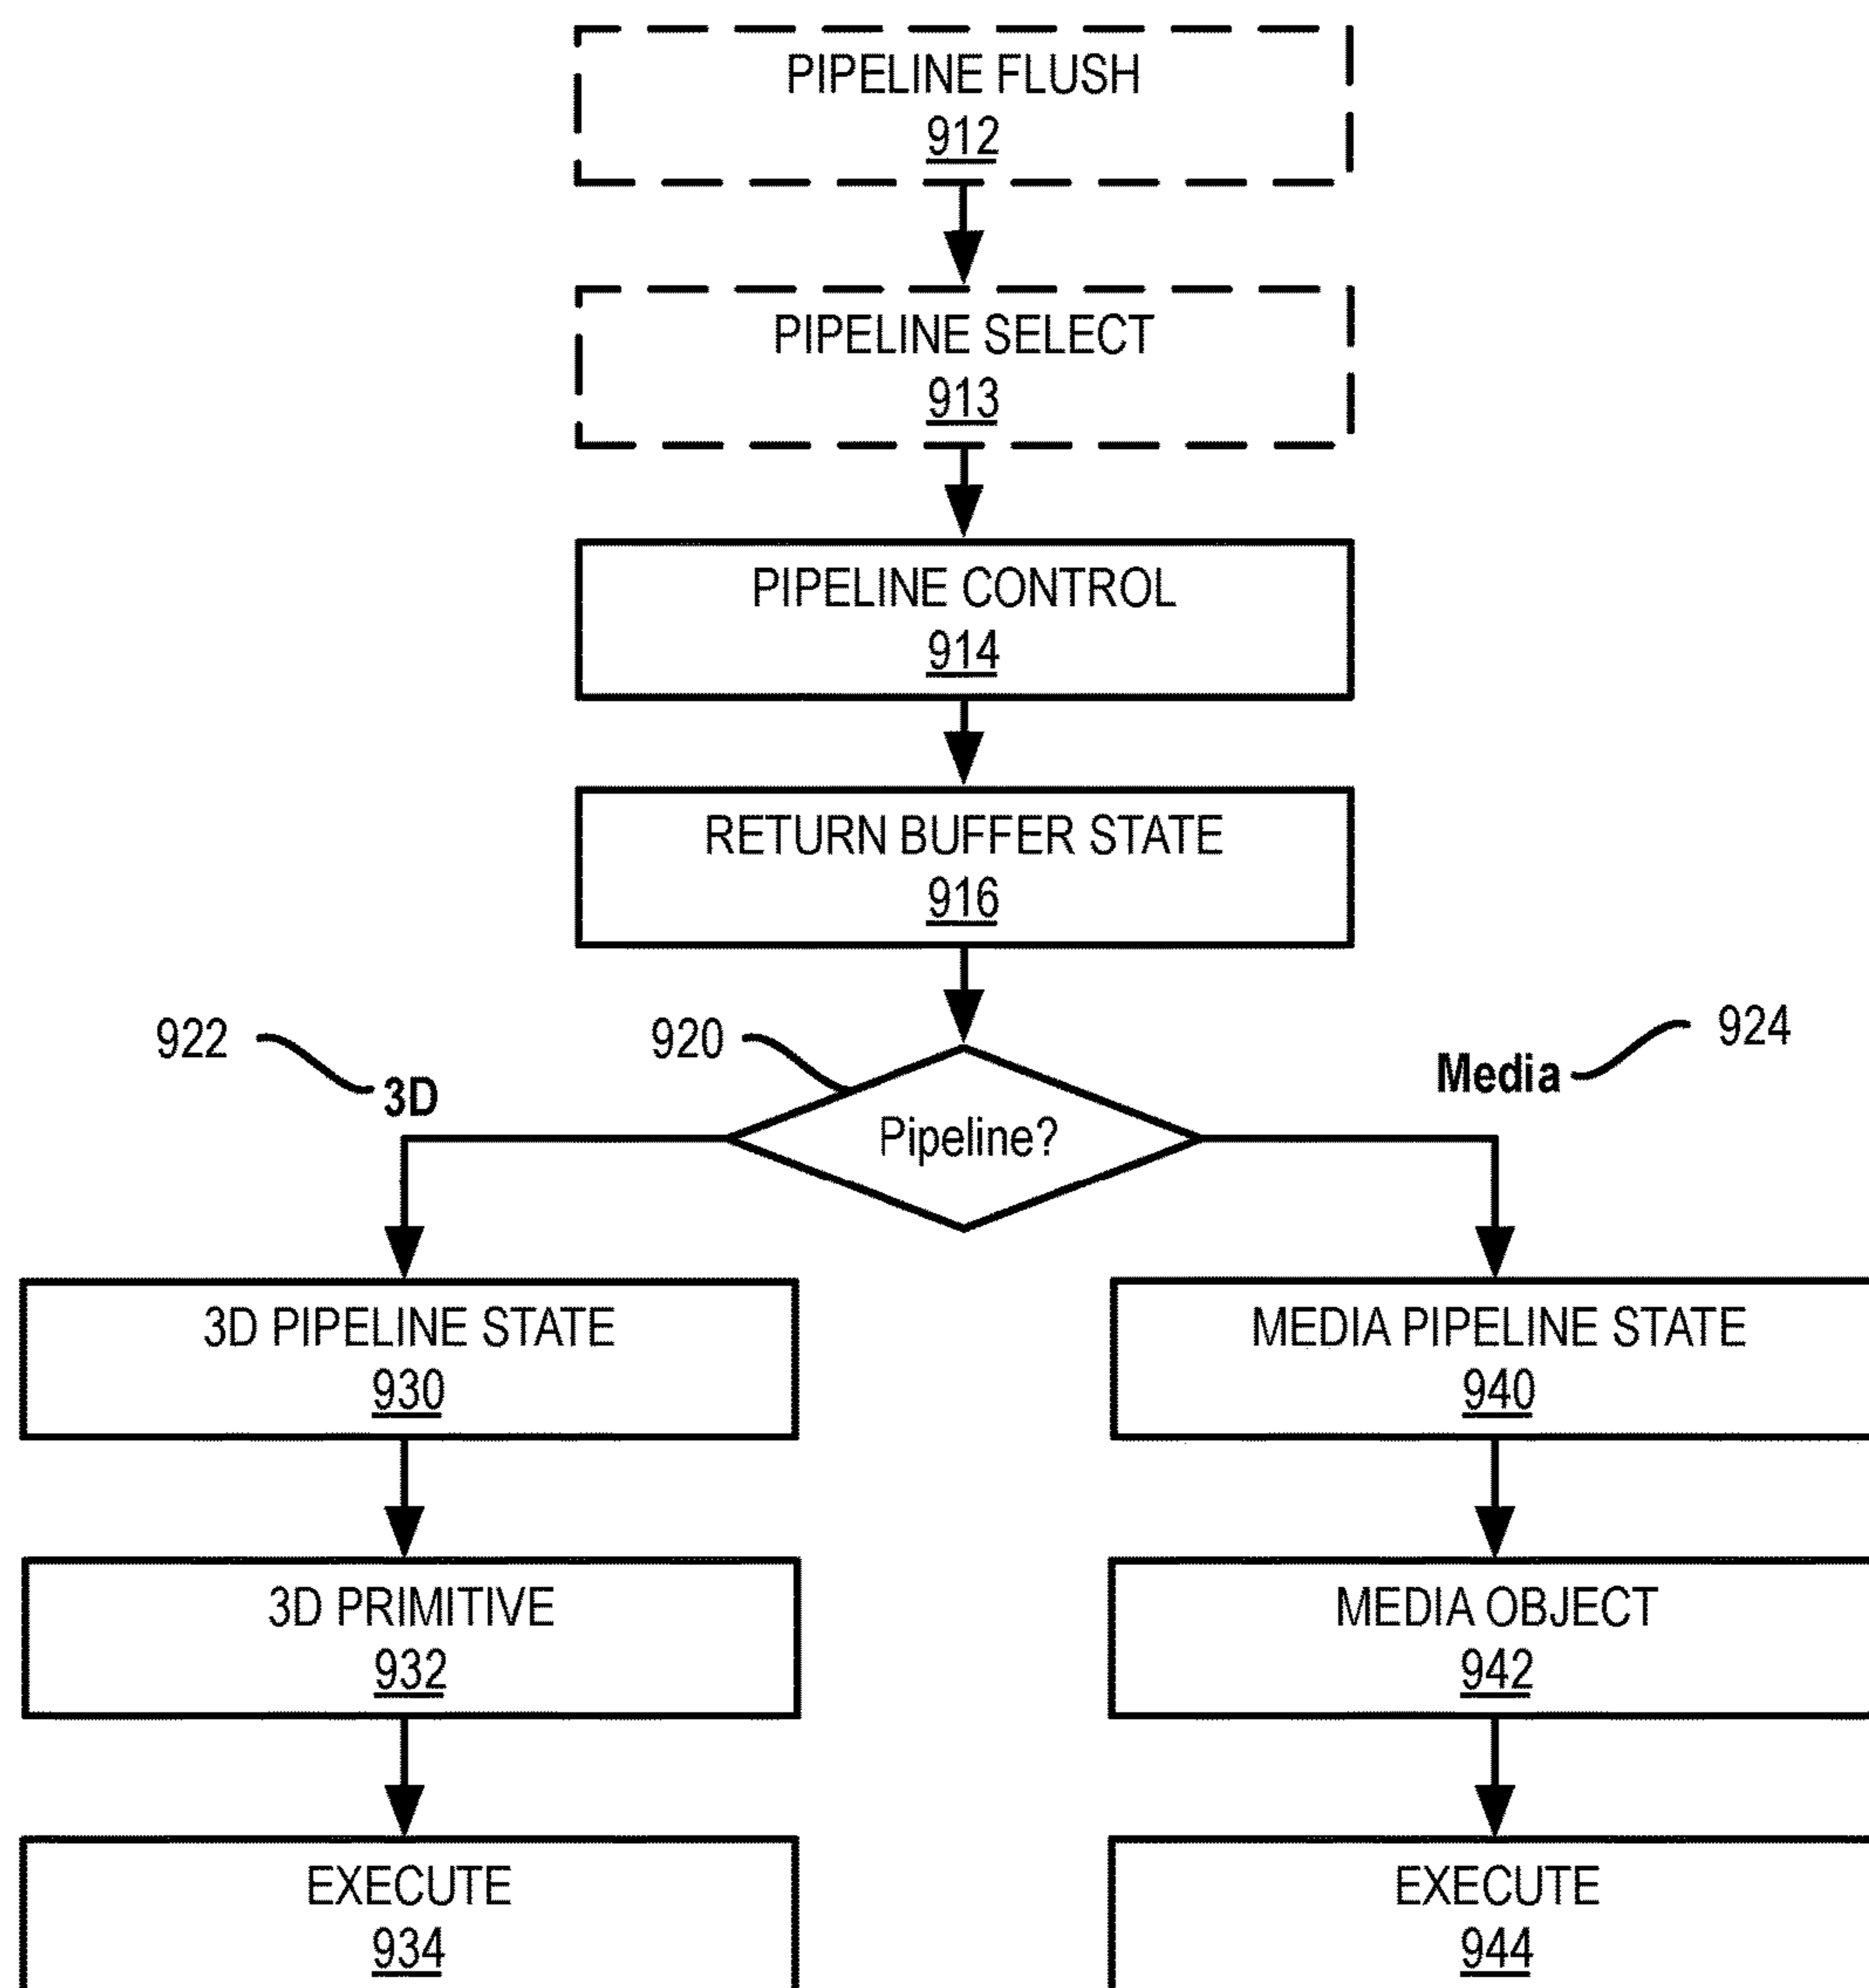 PIPELINE FLUSH
912
PIPELINE SELECT
913
PIPELINE CONTROL
914
RETURN BUFFER STATE
916
922
920
924
3D
Media
Pipeline?
3D PIPELINE STATE
930
MEDIA PIPELINE STATE
940
3D PRIMITIVE
932
MEDIA OBJECT
942
EXECUTE
934
EXECUTE
944